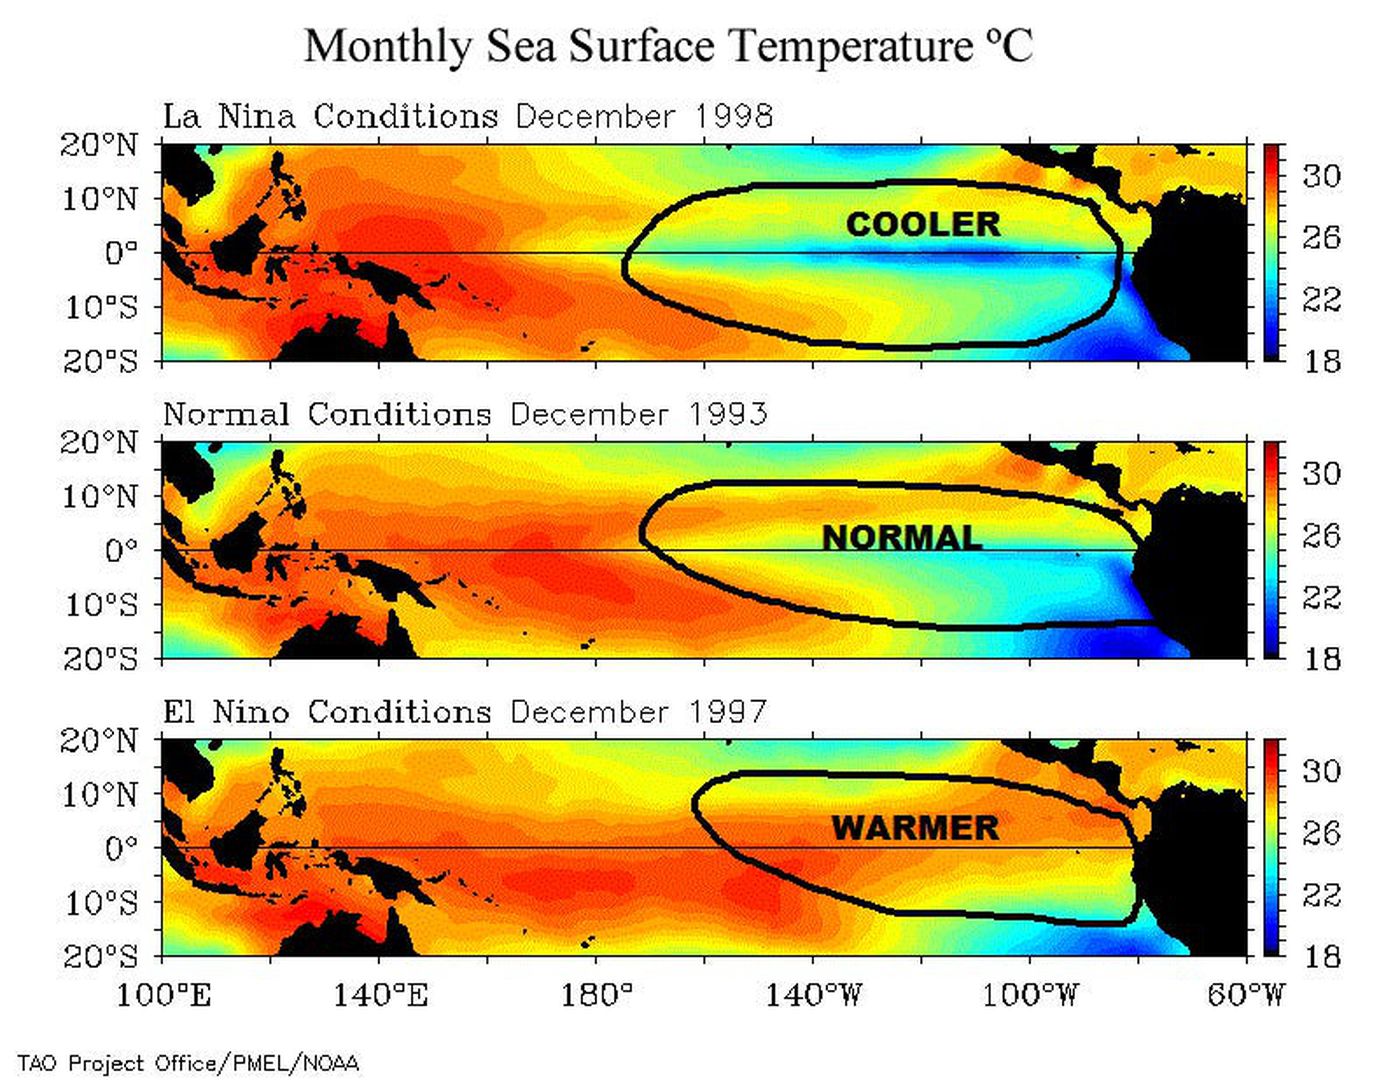 Monthly Sea Surface Temperature ºC
La Nina Conditions December 1998
20°N
10°N
0°
10°S
20°S
COOLER
30
26
22
18
Normal Conditions December 1993
20°N
10°N
0°
10°S
20°S
NORMAL
30
26
22
18
El Nino Conditions December 1997
20°N
10°N
0°
10°S
20°S
WARMER
30
26
22
18
100°E 140°E 180° 140°W 100°W 60°W
TAO Project Office/PMEL/NOAA